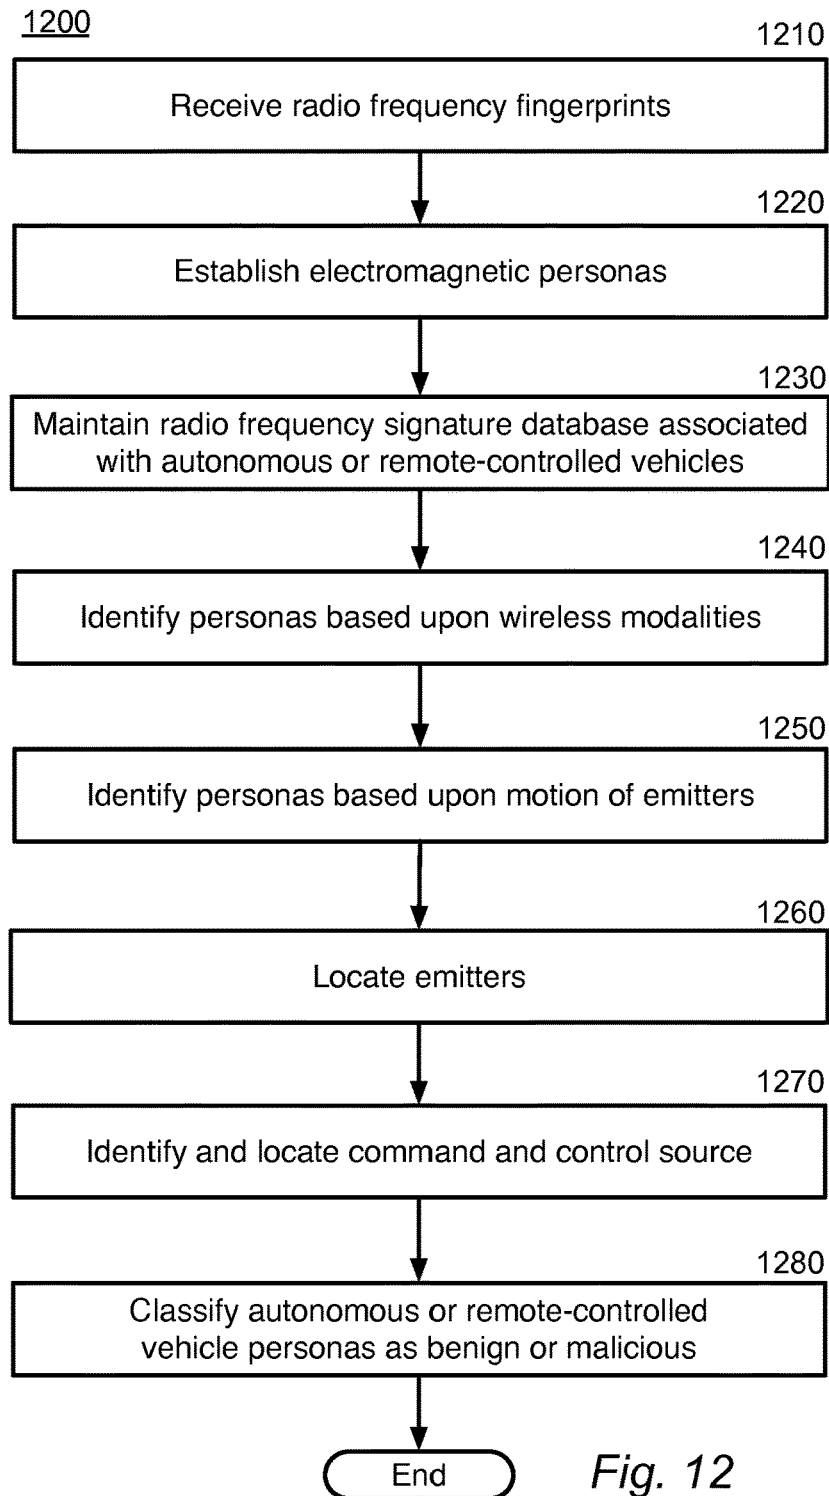 1200
1210
Receive radio frequency fingerprints
1220
Establish electromagnetic personas
1230
Maintain radio frequency signature database associated
with autonomous or remote-controlled vehicles
1240
Identify personas based upon wireless modalities
1250
Identify personas based upon motion of emitters
1260
Locate emitters
1270
Identify and locate command and control source
1280
Classify autonomous or remote-controlled
vehicle personas as benign or malicious
End
Fig. 12